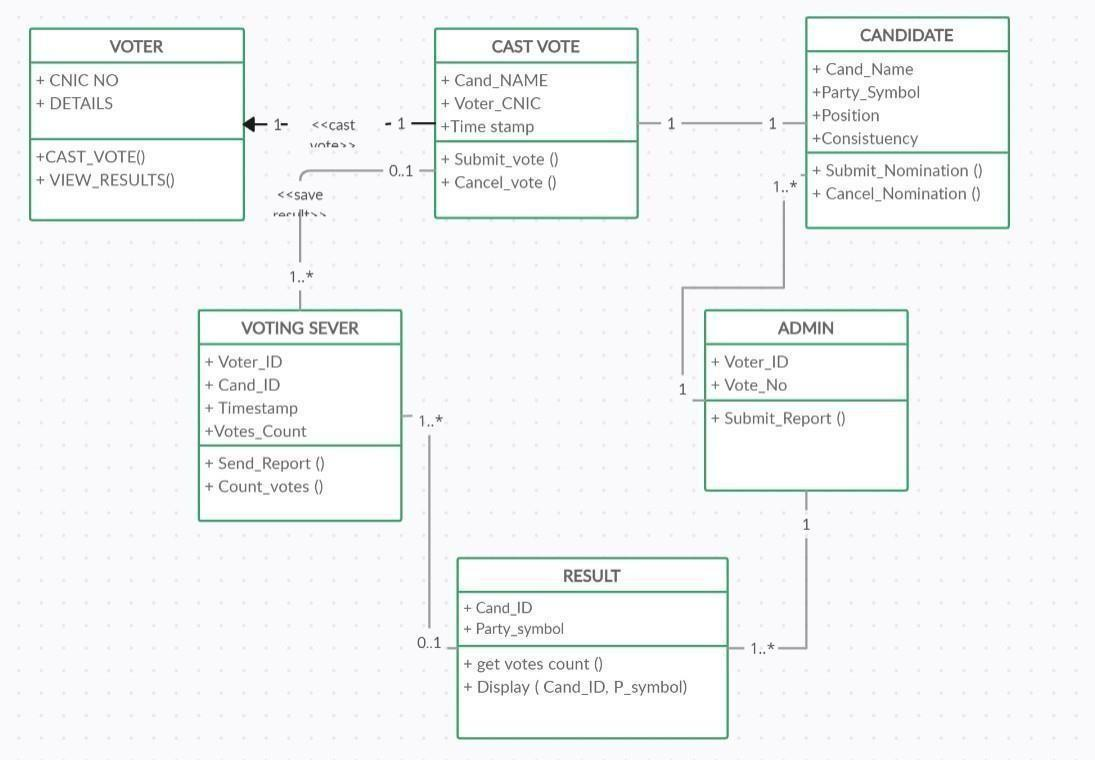 VOTER
+ CNIC NO
+ DETAILS
+CAST_VOTE()
+ VIEW_RESULTS()
1
<<cast
vote>>
1
CAST VOTE
+ Cand_NAME
+ Voter_CNIC
+Time stamp
+ Submit_vote ()
+ Cancel_vote ()
1
1
CANDIDATE
+ Cand_Name
+Party_Symbol
+Position
+Consistuency
+ Submit_Nomination ()
+ Cancel_Nomination ()
0..1
<<save
result>>
1..*
1..*
1
VOTING SEVER
+ Voter_ID
+ Cand_ID
+ Timestamp
+Votes_Count
+ Send_Report ()
+ Count_votes ()
ADMIN
+ Voter_ID
+ Vote_No
+ Submit_Report ()
1..*
0..1
1
1..*
RESULT
+ Cand_ID
+ Party_symbol
+ get votes count ()
+ Display ( Cand_ID, P_symbol)